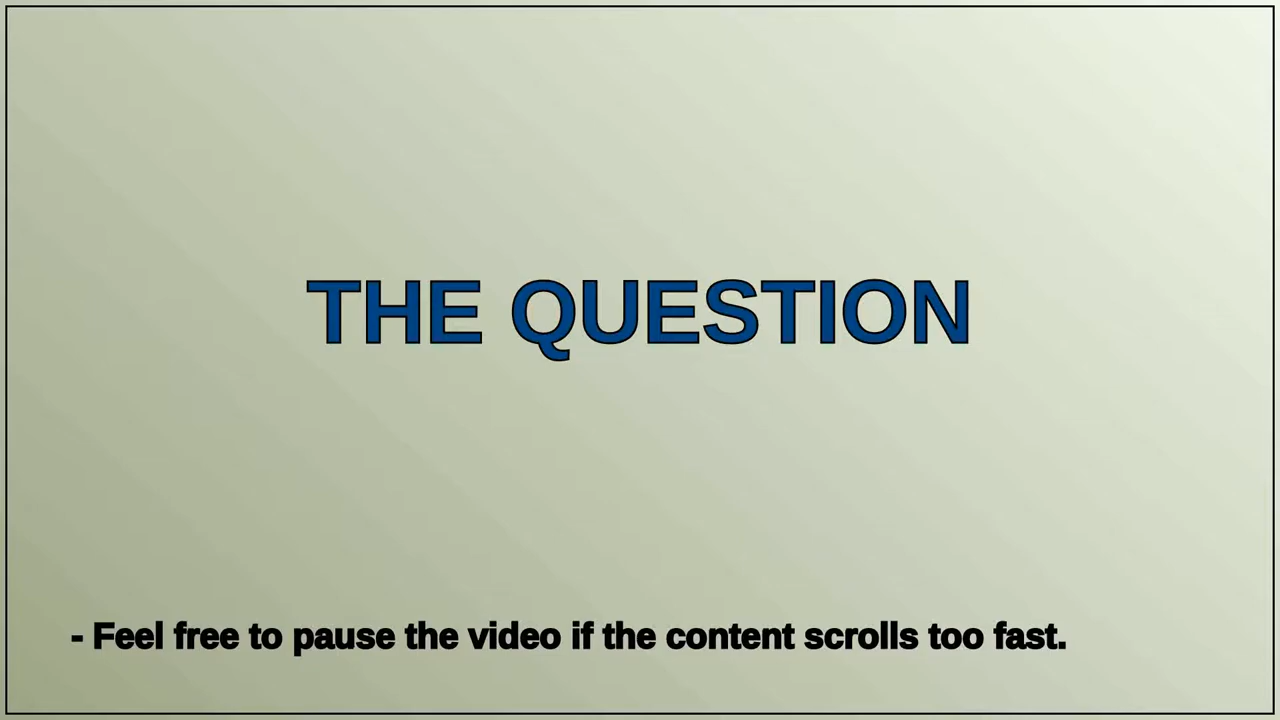 THE QUESTION
- Feel free to pause the video if the content scrolls too fast.